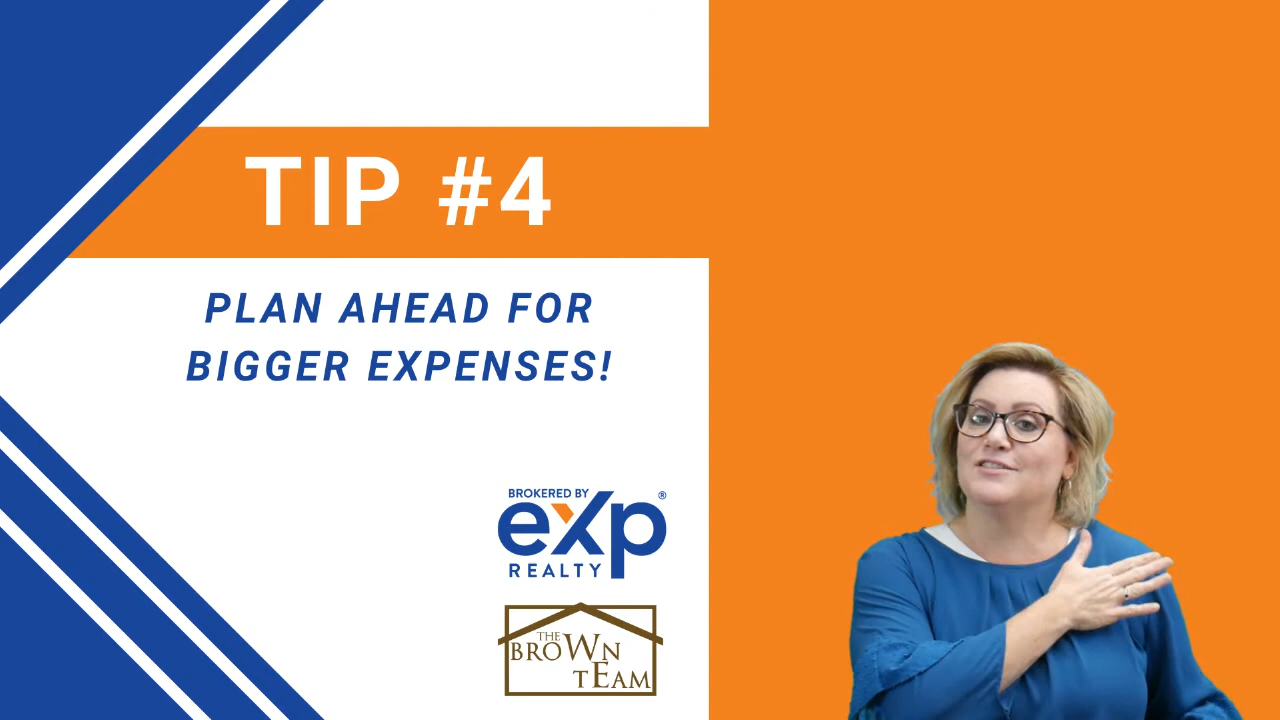 TIP #4
PLAN AHEAD FOR
BIGGER EXPENSES!
BROKERED BY
eXp®
REALTY
THE
BROWN
TEAM